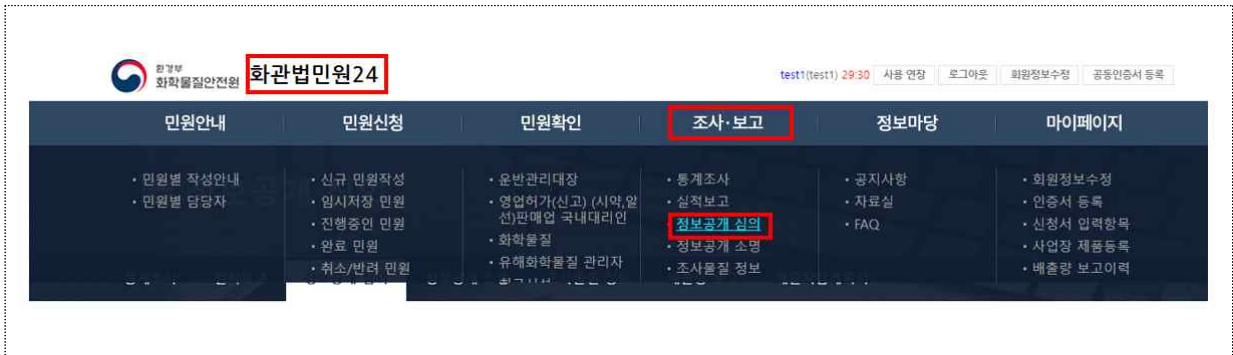 환경부
화학물질안전원 화관법민원24
test1(test1) 29:30 사용 연장 로그아웃 회원정보수정 공동인증서 등록
민원안내 민원신청 민원확인 조사·보고 정보마당 마이페이지
• 민원별 작성안내
• 민원별 담당자
• 신규 민원작성
• 임시저장 민원
• 진행중인 민원
• 완료 민원
• 취소/반려 민원
• 운반관리대장
• 영업허가(신고) (시약,알
선)판매업 국내대리인
• 화학물질
• 유해화학물질 관리자
• 통계조사
• 실적보고
• 정보공개 심의
• 정보공개 소명
• 조사물질 정보
• 공지사항
• 자료실
• FAQ
• 회원정보수정
• 인증서 등록
• 신청서 입력항목
• 사업장 제품등록
• 배출량 보고이력